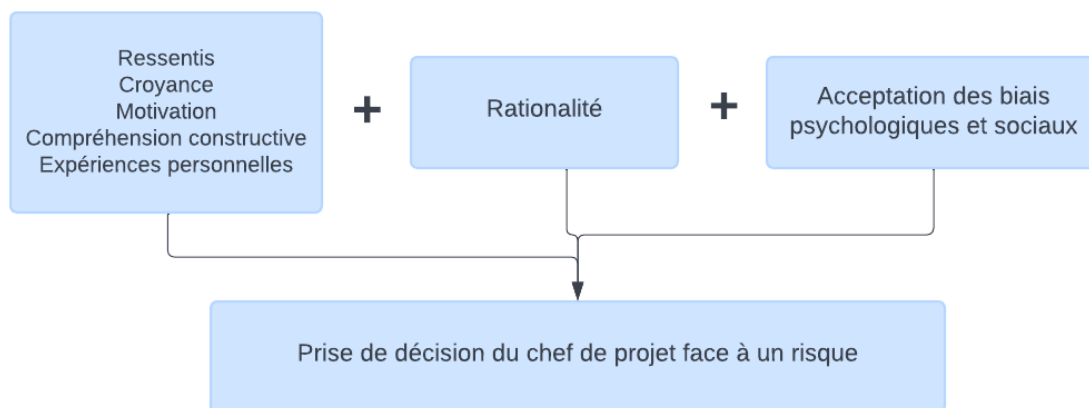 Ressentis
Croyance
Motivation
Compréhension constructive
Expériences personnelles
+
Rationalité
+
Acceptation des biais
psychologiques et sociaux
Prise de décision du chef de projet face à un risque